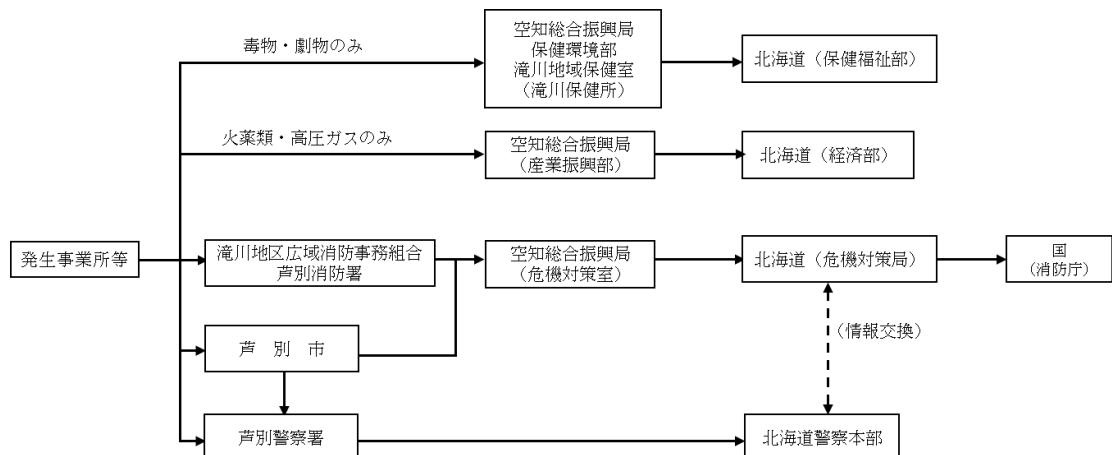 毒物・劇物のみ
空知総合振興局
保健環境部
滝川地域保健室
（滝川保健所）
北海道（保健福祉部）
火薬類・高圧ガスのみ
空知総合振興局
（産業振興部）
北海道（経済部）
発生事業所等
滝川地区広域消防事務組合
芦別消防署
空知総合振興局
（危機対策室）
北海道（危機対策局）
国
（消防庁）
（情報交換）
芦　別　市
芦別警察署
北海道警察本部